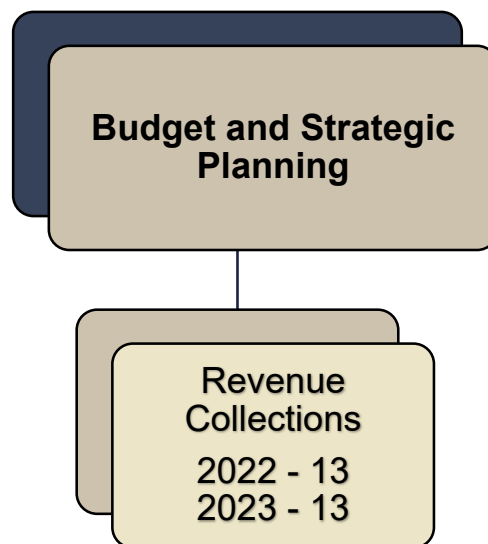 Budget and Strategic
Planning
Revenue
Collections
2022 - 13
2023 - 13